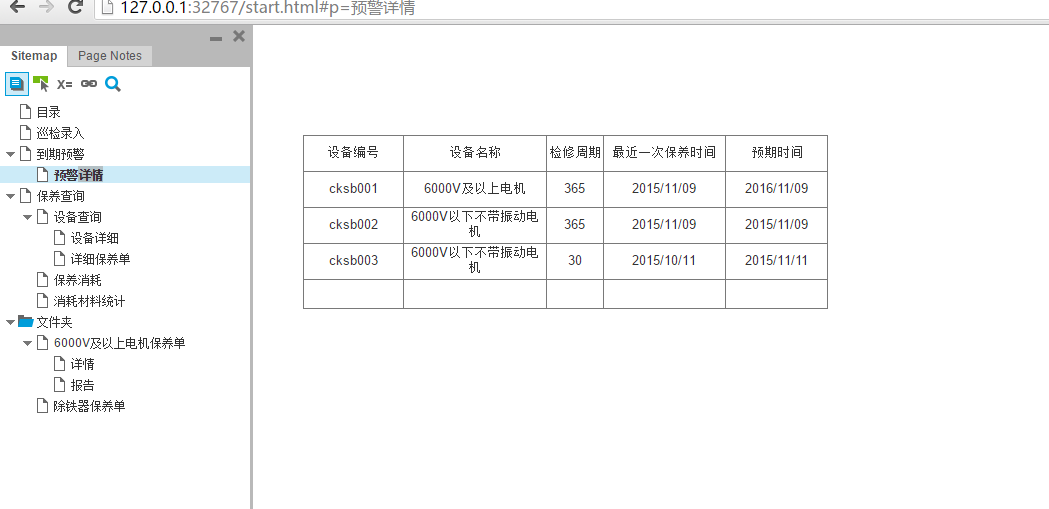 127.0.0.1:32767/start.html#p=预警详情
Sitemap Page Notes
X=
目录
巡检录入
到期预警
预警详情
保养查询
设备查询
设备详细
详细保养单
保养消耗
消耗材料统计
文件夹
6000V及以上电机保养单
详情
报告
除铁器保养单
设备编号 设备名称 检修周期 最近一次保养时间 预期时间
cksb001 6000V及以上电机 365 2015/11/09 2016/11/09
cksb002 6000V以下不带振动电机 365 2015/11/09 2015/11/09
cksb003 6000V以下不带振动电机 30 2015/10/11 2015/11/11